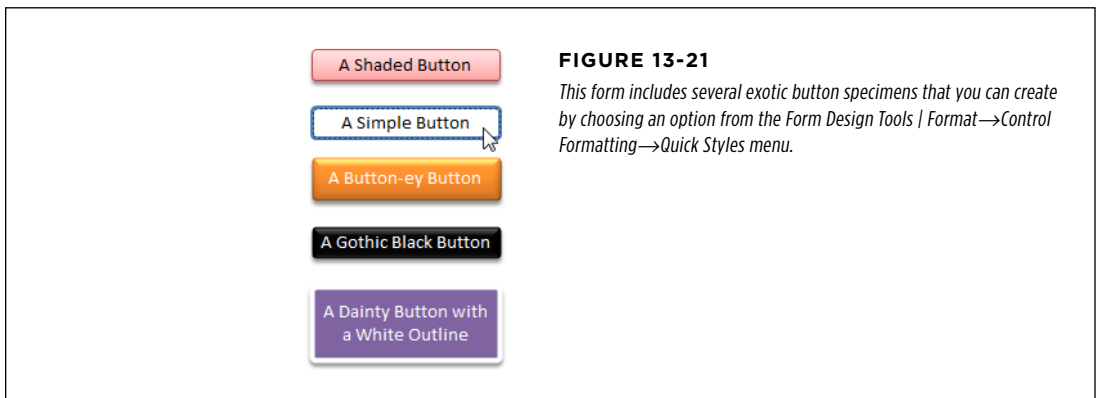 A Shaded Button
A Simple Button
A Button-ey Button
A Gothic Black Button
A Dainty Button with
a White Outline
FIGURE 13-21
This form includes several exotic button specimens that you can create
by choosing an option from the Form Design Tools | Format→Control
Formatting→Quick Styles menu.